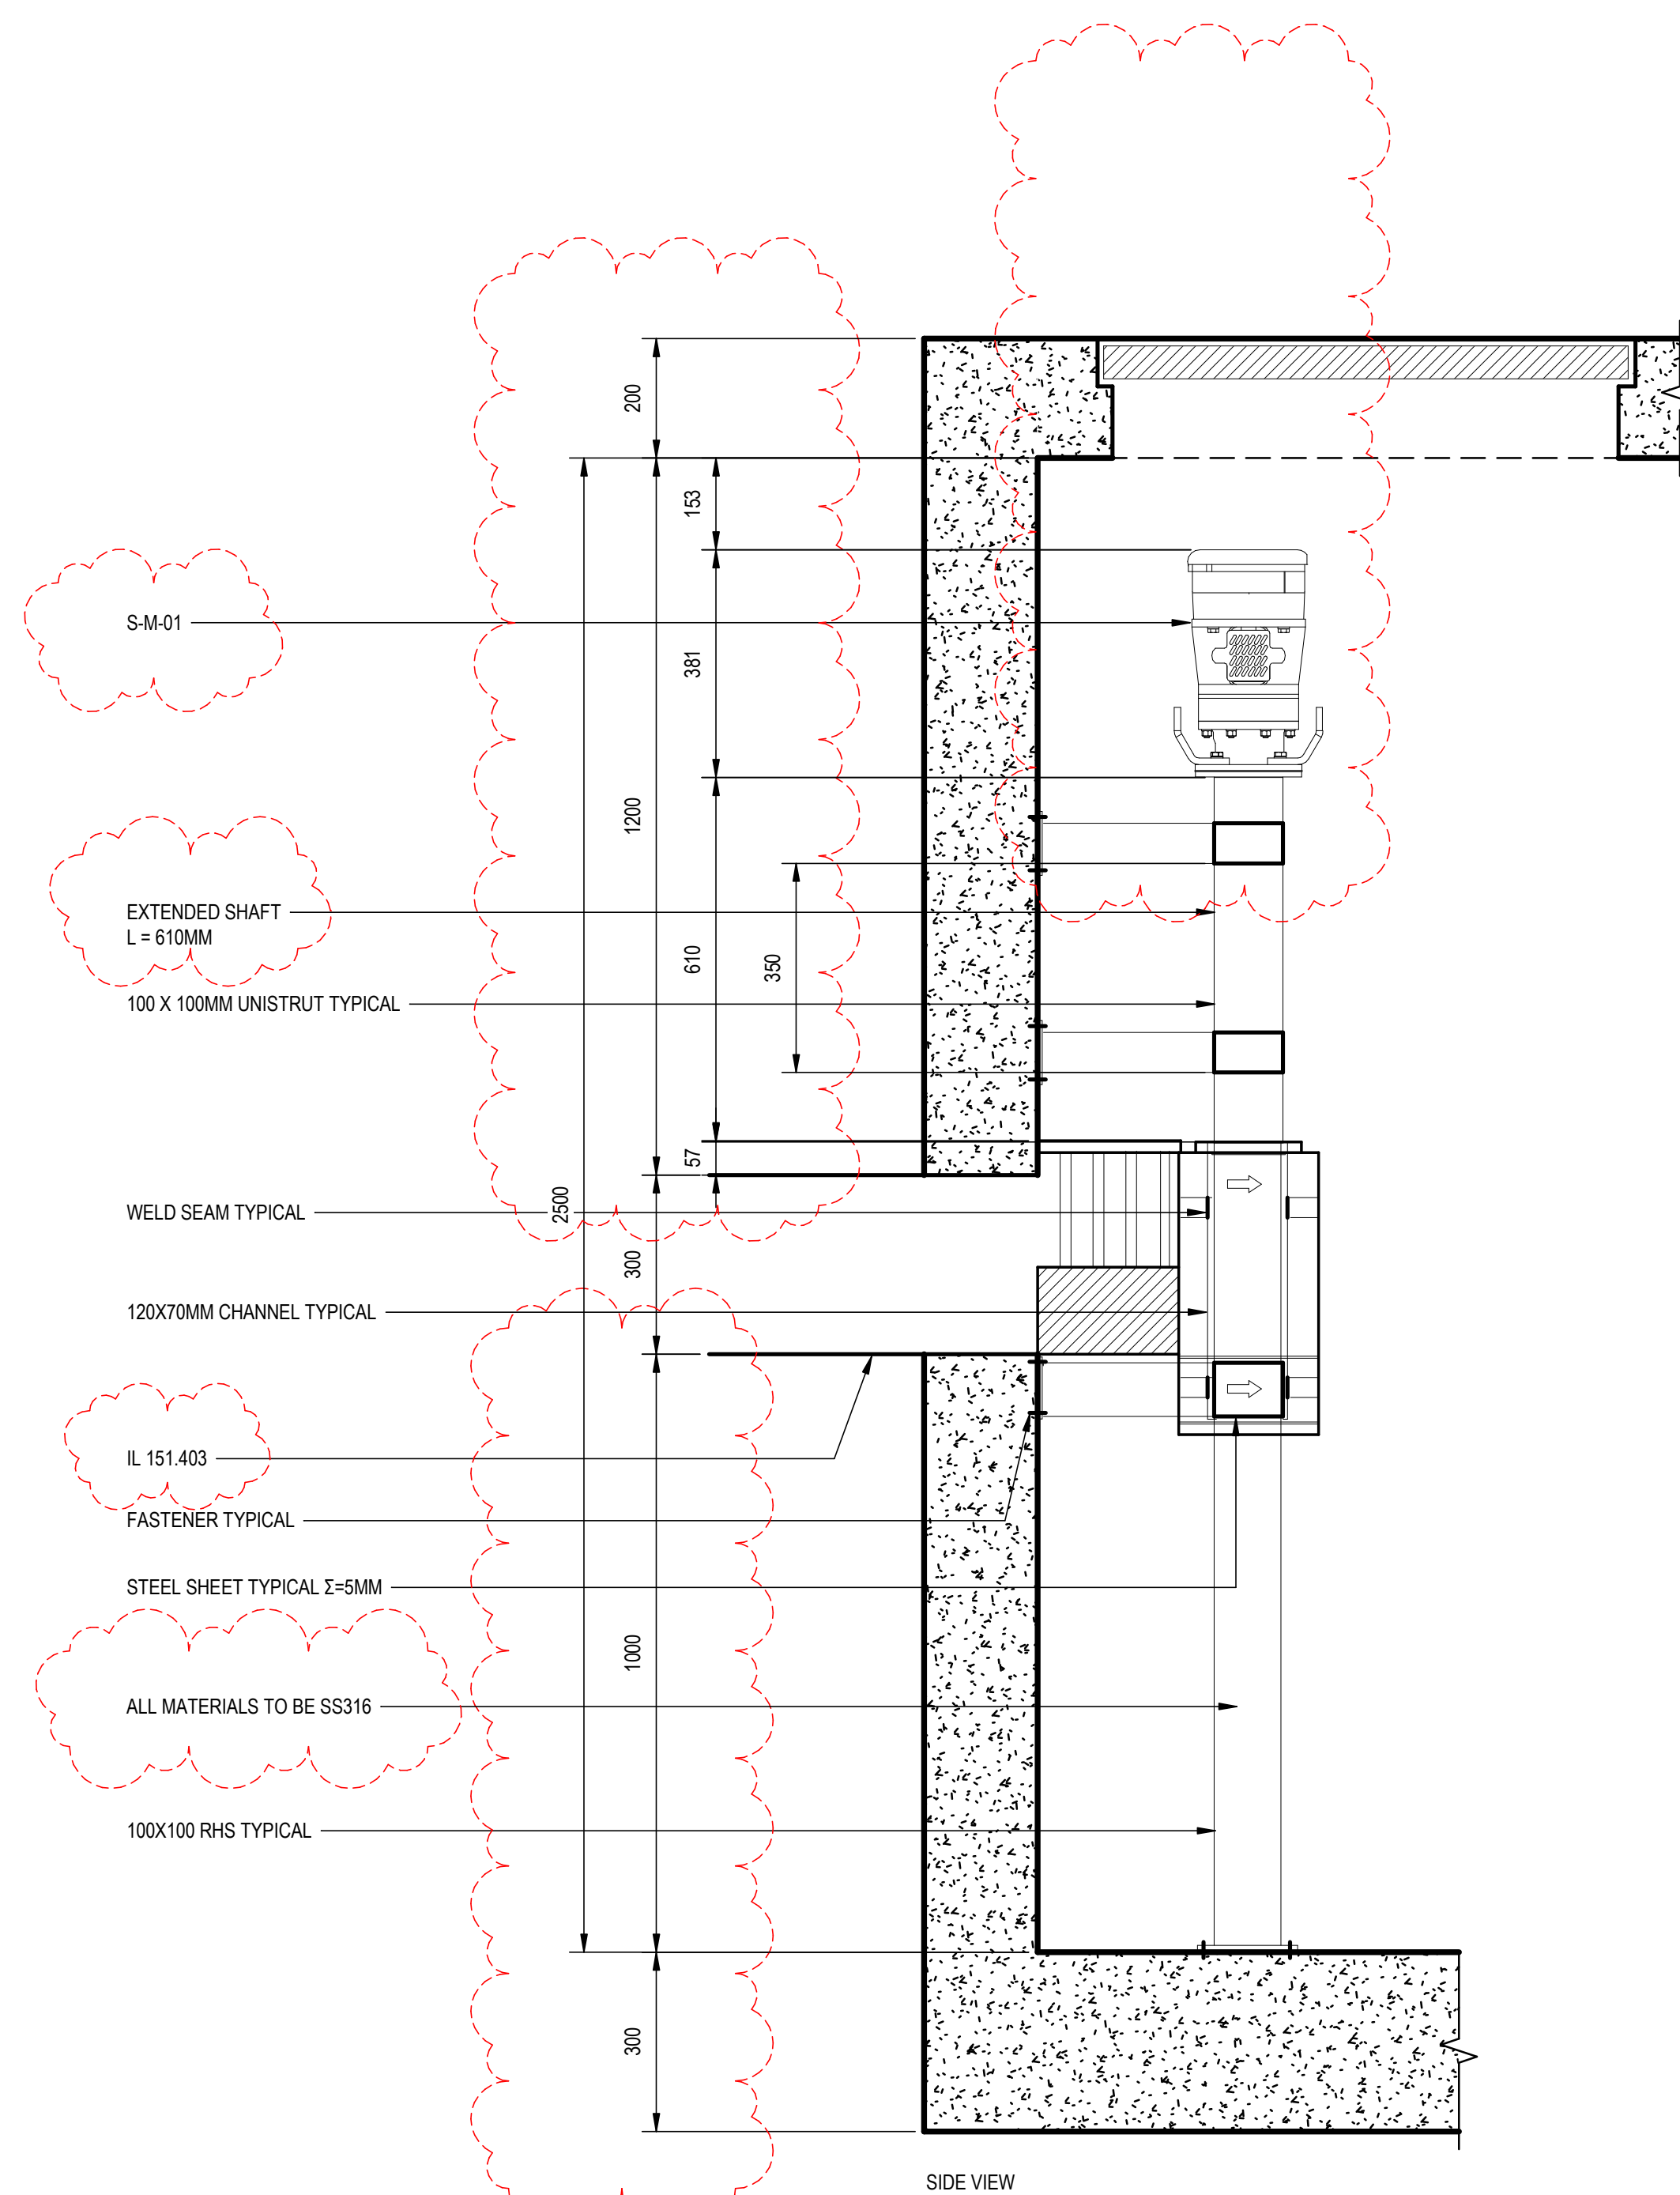 200
153
S-M-01
381
1200
EXTENDED SHAFT
L = 610MM
610
350
100 X 100MM UNISTRUT TYPICAL
57
2500
WELD SEAM TYPICAL
300
120X70MM CHANNEL TYPICAL
IL 151.403
FASTENER TYPICAL
STEEL SHEET TYPICAL Σ=5MM
1000
ALL MATERIALS TO BE SS316
100X100 RHS TYPICAL
300
SIDE VIEW